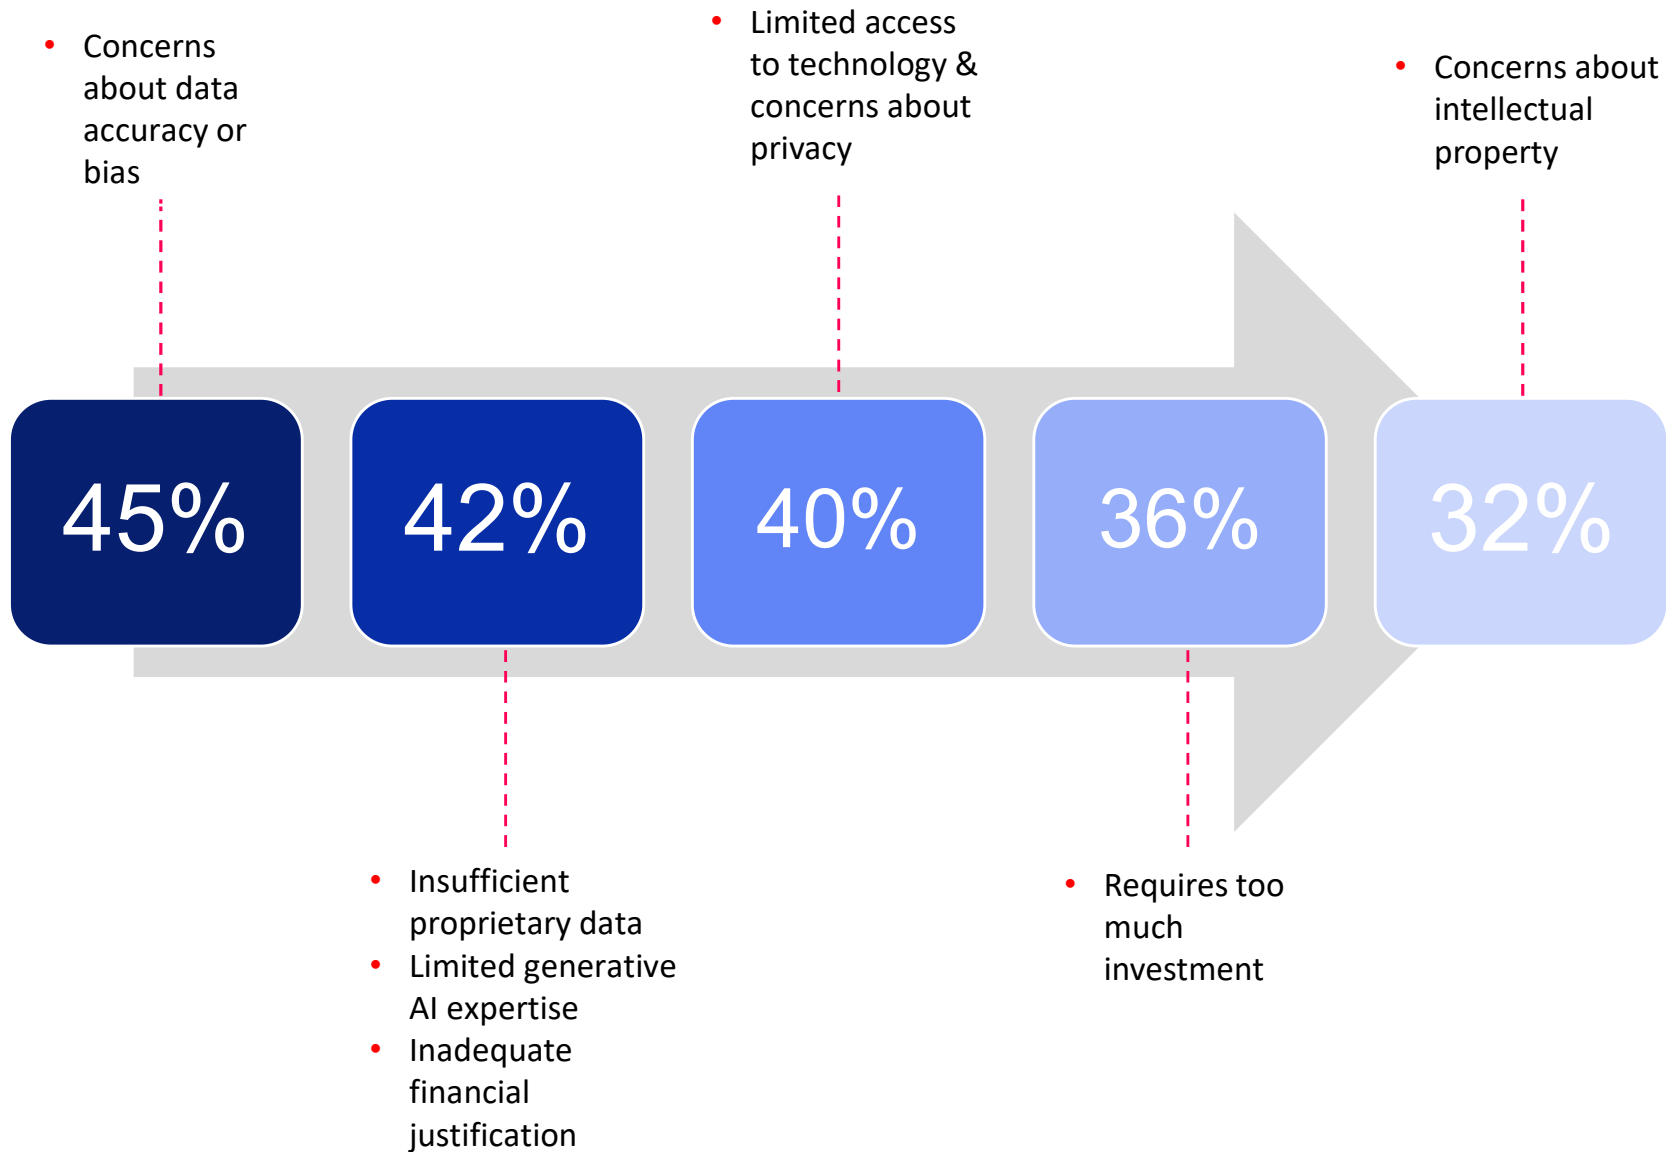 • Concerns
about data
accuracy or
bias
• Limited access
to technology &
concerns about
privacy
• Concerns about
intellectual
property
45%
42%
40%
36%
32%
• Insufficient
proprietary data
• Limited generative
AI expertise
• Inadequate
financial
justification
• Requires too
much
investment